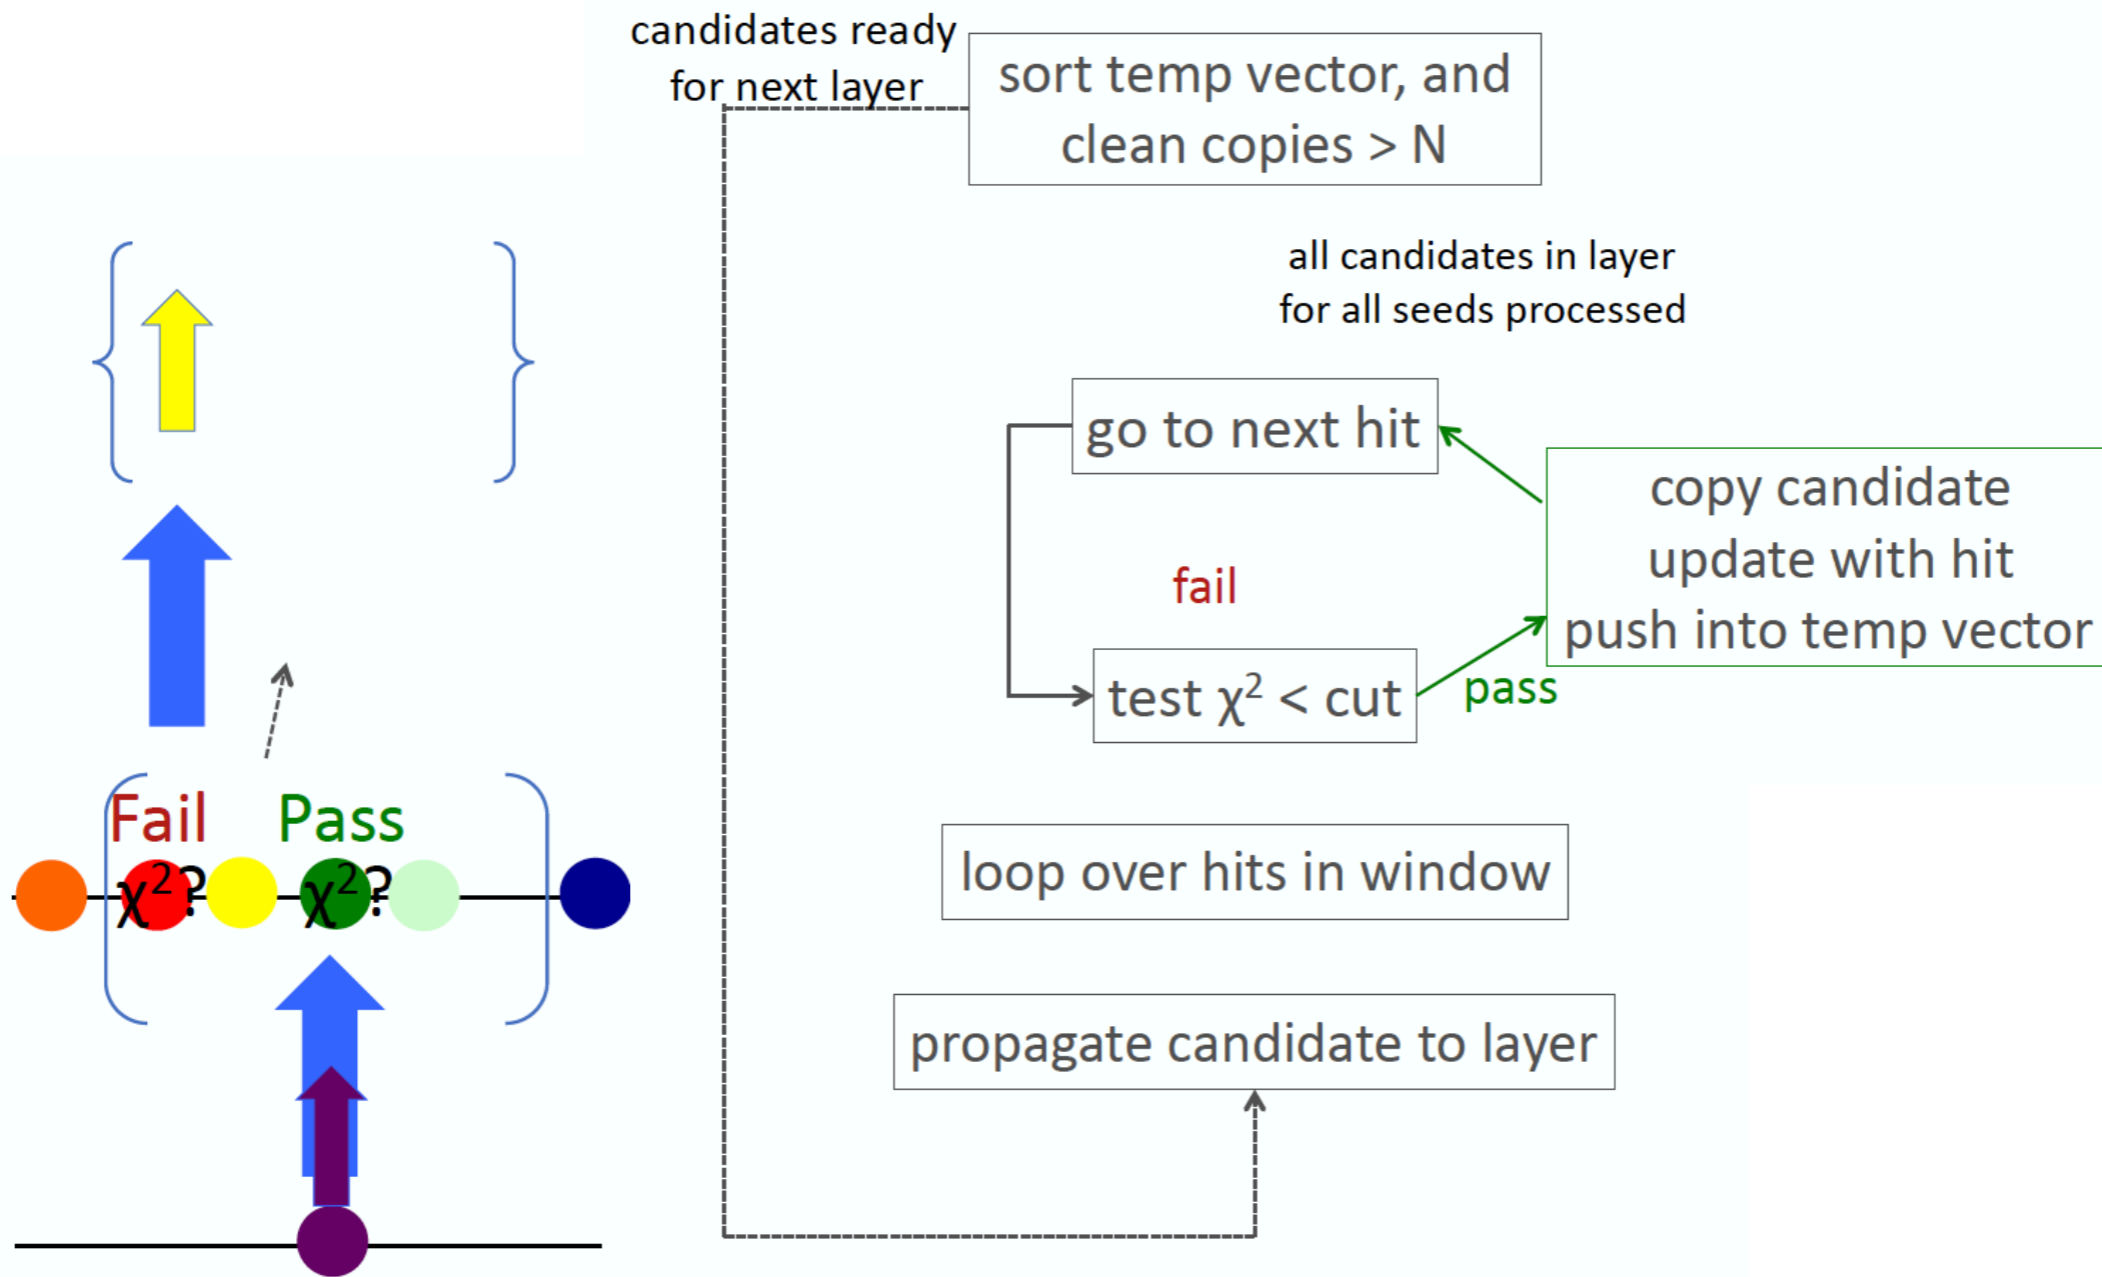 candidates ready
for next layer
sort temp vector, and
clean copies > N
all candidates in layer
for all seeds processed
go to next hit
copy candidate
update with hit
push into temp vector
fail
test χ² < cut
pass
Fail
Pass
χ²?
χ²?
loop over hits in window
propagate candidate to layer